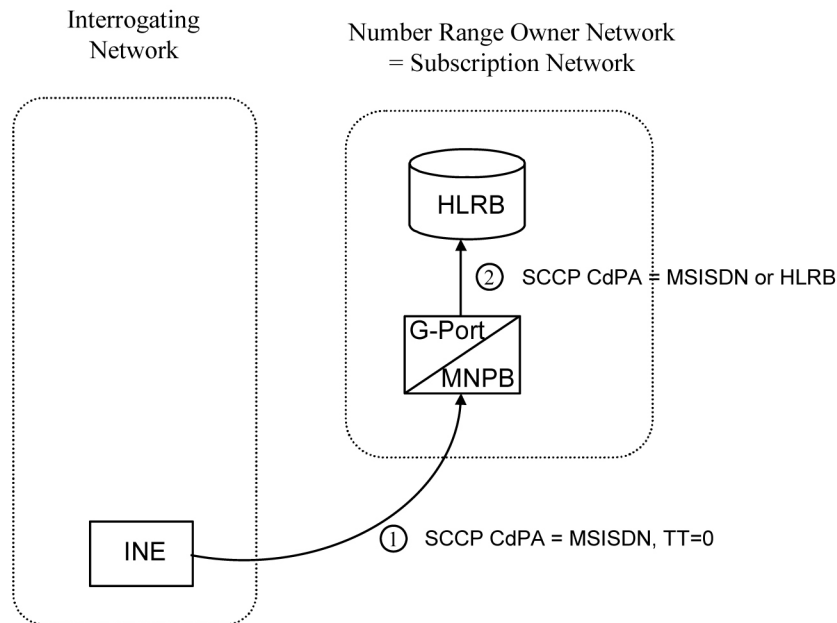 Interrogating
Network
Number Range Owner Network
= Subscription Network
HLRB
2 SCCP CdPA = MSISDN or HLRB
G-Port
MNPB
INE
1 SCCP CdPA = MSISDN, TT=0